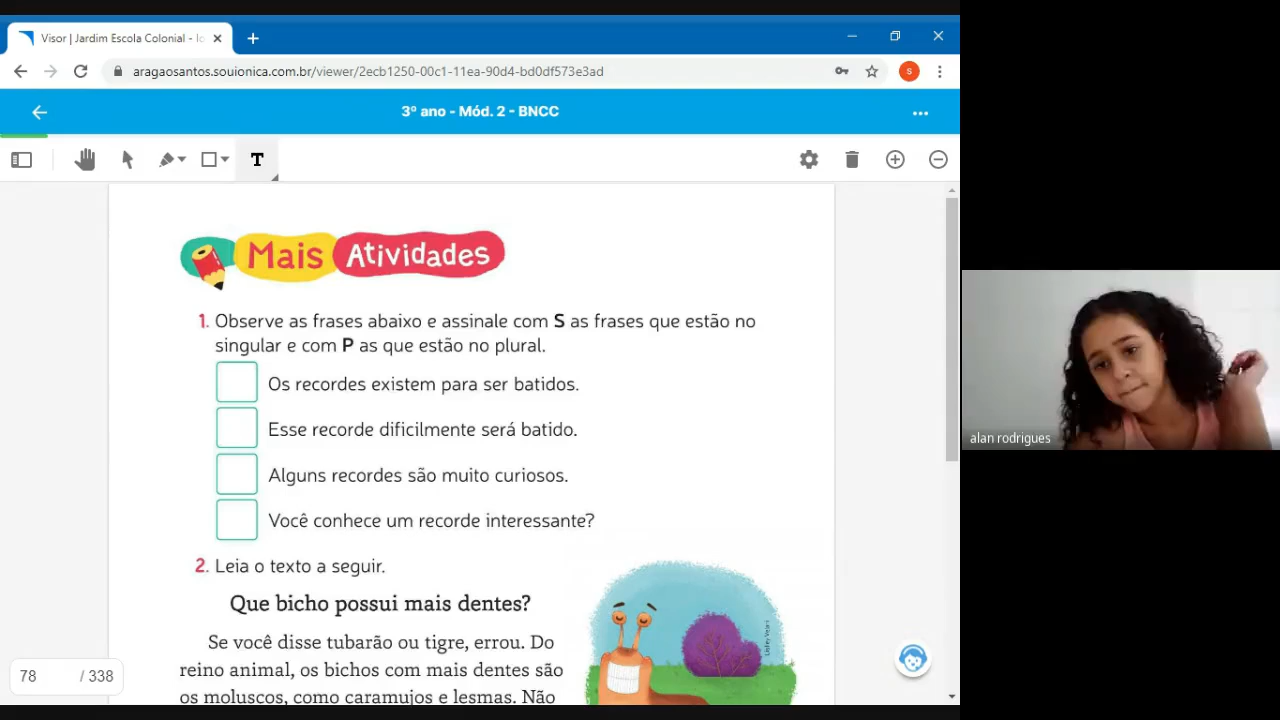 Visor | Jardim Escola Colonial - Io
aragaosantos.souionica.com.br/viewer/2ecb1250-00c1-11ea-90d4-bd0df573e3ad
S
3º ano - Mód. 2 - BNCC
T
Mais Atividades
1. Observe as frases abaixo e assinale com S as frases que estão no
singular e com P as que estão no plural.
Os recordes existem para ser batidos.
Esse recorde dificilmente será batido.
Alguns recordes são muito curiosos.
Você conhece um recorde interessante?
2. Leia o texto a seguir.
Que bicho possui mais dentes?
Se você disse tubarão ou tigre, errou. Do
reino animal, os bichos com mais dentes são
os moluscos, como caramujos e lesmas. Não
78 / 338
alan rodrigues